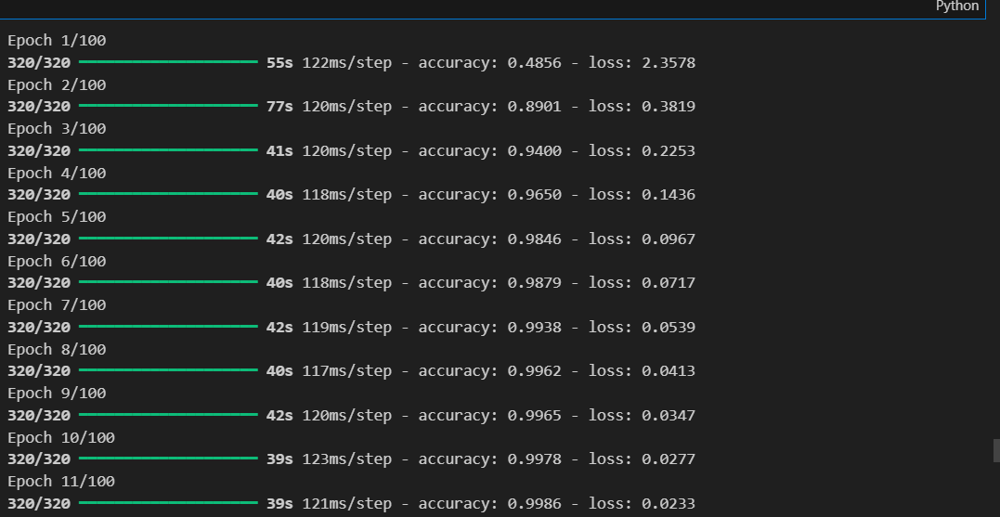 Python
Epoch 1/100
320/320 ━━━━━━━━━━━━━━━━━━━━ 55s 122ms/step - accuracy: 0.4856 - loss: 2.3578
Epoch 2/100
320/320 ━━━━━━━━━━━━━━━━━━━━ 77s 120ms/step - accuracy: 0.8901 - loss: 0.3819
Epoch 3/100
320/320 ━━━━━━━━━━━━━━━━━━━━ 41s 120ms/step - accuracy: 0.9400 - loss: 0.2253
Epoch 4/100
320/320 ━━━━━━━━━━━━━━━━━━━━ 40s 118ms/step - accuracy: 0.9650 - loss: 0.1436
Epoch 5/100
320/320 ━━━━━━━━━━━━━━━━━━━━ 42s 120ms/step - accuracy: 0.9846 - loss: 0.0967
Epoch 6/100
320/320 ━━━━━━━━━━━━━━━━━━━━ 40s 118ms/step - accuracy: 0.9879 - loss: 0.0717
Epoch 7/100
320/320 ━━━━━━━━━━━━━━━━━━━━ 42s 119ms/step - accuracy: 0.9938 - loss: 0.0539
Epoch 8/100
320/320 ━━━━━━━━━━━━━━━━━━━━ 40s 117ms/step - accuracy: 0.9962 - loss: 0.0413
Epoch 9/100
320/320 ━━━━━━━━━━━━━━━━━━━━ 42s 120ms/step - accuracy: 0.9965 - loss: 0.0347
Epoch 10/100
320/320 ━━━━━━━━━━━━━━━━━━━━ 39s 123ms/step - accuracy: 0.9978 - loss: 0.0277
Epoch 11/100
320/320 ━━━━━━━━━━━━━━━━━━━━ 39s 121ms/step - accuracy: 0.9986 - loss: 0.0233